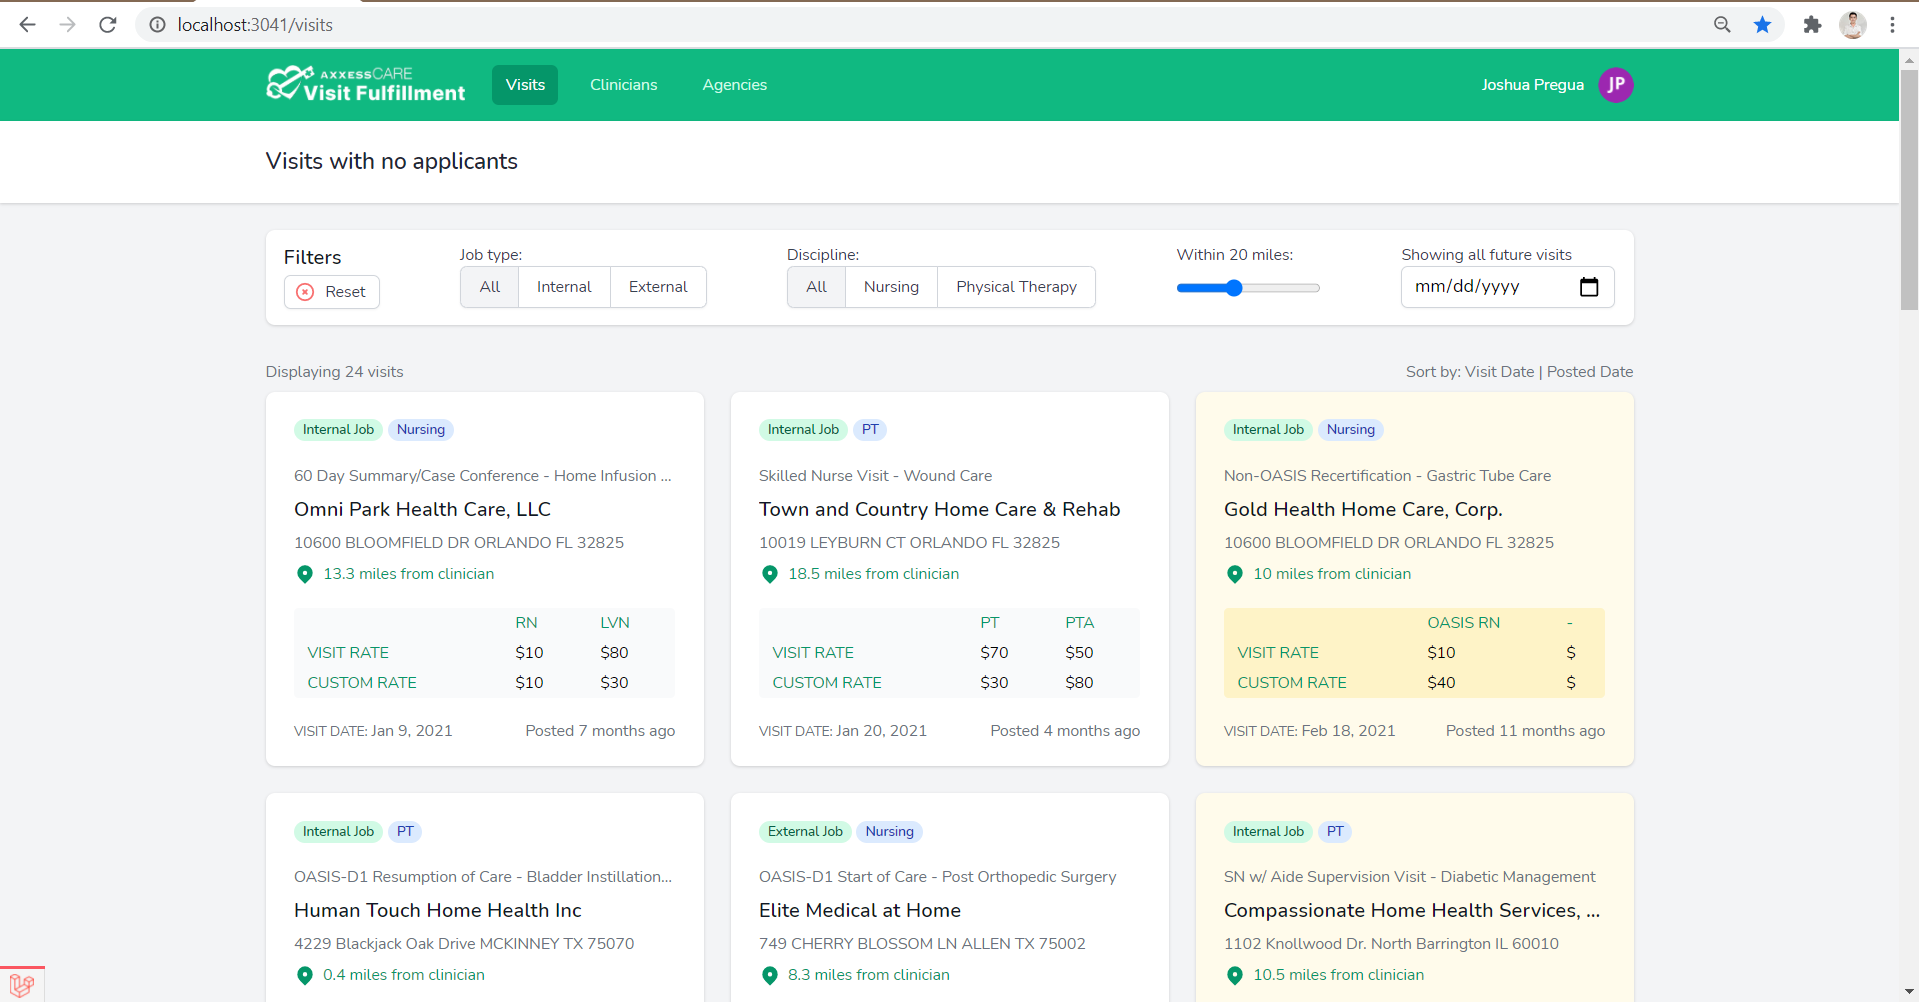 localhost:3041/visits
AXXESSCARE
Visit Fulfillment
Visits
Clinicians
Agencies
Joshua Pregua
JP
Visits with no applicants
Filters
Reset
Job type:
All
Internal
External
Discipline:
All
Nursing
Physical Therapy
Within 20 miles:
Showing all future visits
mm/dd/yyyy
Displaying 24 visits
Sort by: Visit Date | Posted Date
Internal Job
Nursing
60 Day Summary/Case Conference - Home Infusion ...
Omni Park Health Care, LLC
10600 BLOOMFIELD DR ORLANDO FL 32825
13.3 miles from clinician
RN LVN
VISIT RATE $10 $80
CUSTOM RATE $10 $30
VISIT DATE: Jan 9, 2021
Posted 7 months ago
Internal Job
PT
Skilled Nurse Visit - Wound Care
Town and Country Home Care & Rehab
10019 LEYBURN CT ORLANDO FL 32825
18.5 miles from clinician
PT PTA
VISIT RATE $70 $50
CUSTOM RATE $30 $80
VISIT DATE: Jan 20, 2021
Posted 4 months ago
Internal Job
Nursing
Non-OASIS Recertification - Gastric Tube Care
Gold Health Home Care, Corp.
10600 BLOOMFIELD DR ORLANDO FL 32825
10 miles from clinician
OASIS RN -
VISIT RATE $10 $
CUSTOM RATE $40 $
VISIT DATE: Feb 18, 2021
Posted 11 months ago
Internal Job
PT
OASIS-D1 Resumption of Care - Bladder Instillation...
Human Touch Home Health Inc
4229 Blackjack Oak Drive MCKINNEY TX 75070
0.4 miles from clinician
External Job
Nursing
OASIS-D1 Start of Care - Post Orthopedic Surgery
Elite Medical at Home
749 CHERRY BLOSSOM LN ALLEN TX 75002
8.3 miles from clinician
Internal Job
PT
SN w/ Aide Supervision Visit - Diabetic Management
Compassionate Home Health Services, ...
1102 Knollwood Dr. North Barrington IL 60010
10.5 miles from clinician